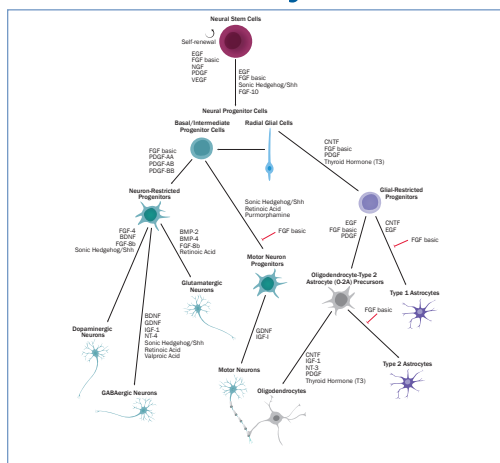 Neural Stem Cells
Self-renewal
EGF
FGF basic
NGF
PDGF
VEGF
EGF
FGF basic
Sonic Hedgehog/Shh
FGF-10
Neural Progenitor Cells
Basal/Intermediate
Progenitor Cells
Radial Glial Cells
CNTF
FGF basic
PDGF
Thyroid Hormone (T3)
FGF basic
PDGF-AA
PDGF-AB
PDGF-BB
Neuron-Restricted
Progenitors
Glial-Restricted
Progenitors
Sonic Hedgehog/Shh
Retinoic Acid
Purmorphamine
FGF basic
FGF-4
BDNF
FGF-8b
Sonic Hedgehog/Shh
BMP-2
BMP-4
FGF-8b
Retinoic Acid
EGF
FGF basic
PDGF
CNTF
EGF
FGF basic
Motor Neuron
Progenitors
Oligodendrocyte-Type 2
Astrocyte (O-2A) Precursors
Glutamatergic
Neurons
Type 1 Astrocytes
FGF basic
BDNF
GDNF
IGF-1
NT-4
Sonic Hedgehog/Shh
Retinoic Acid
Valproic Acid
Dopaminergic
Neurons
GDNF
IGF-I
CNTF
IGF-1
NT-3
PDGF
Thyroid Hormone (T3)
Type 2 Astrocytes
Motor Neurons
Oligodendrocytes
GABAergic Neurons